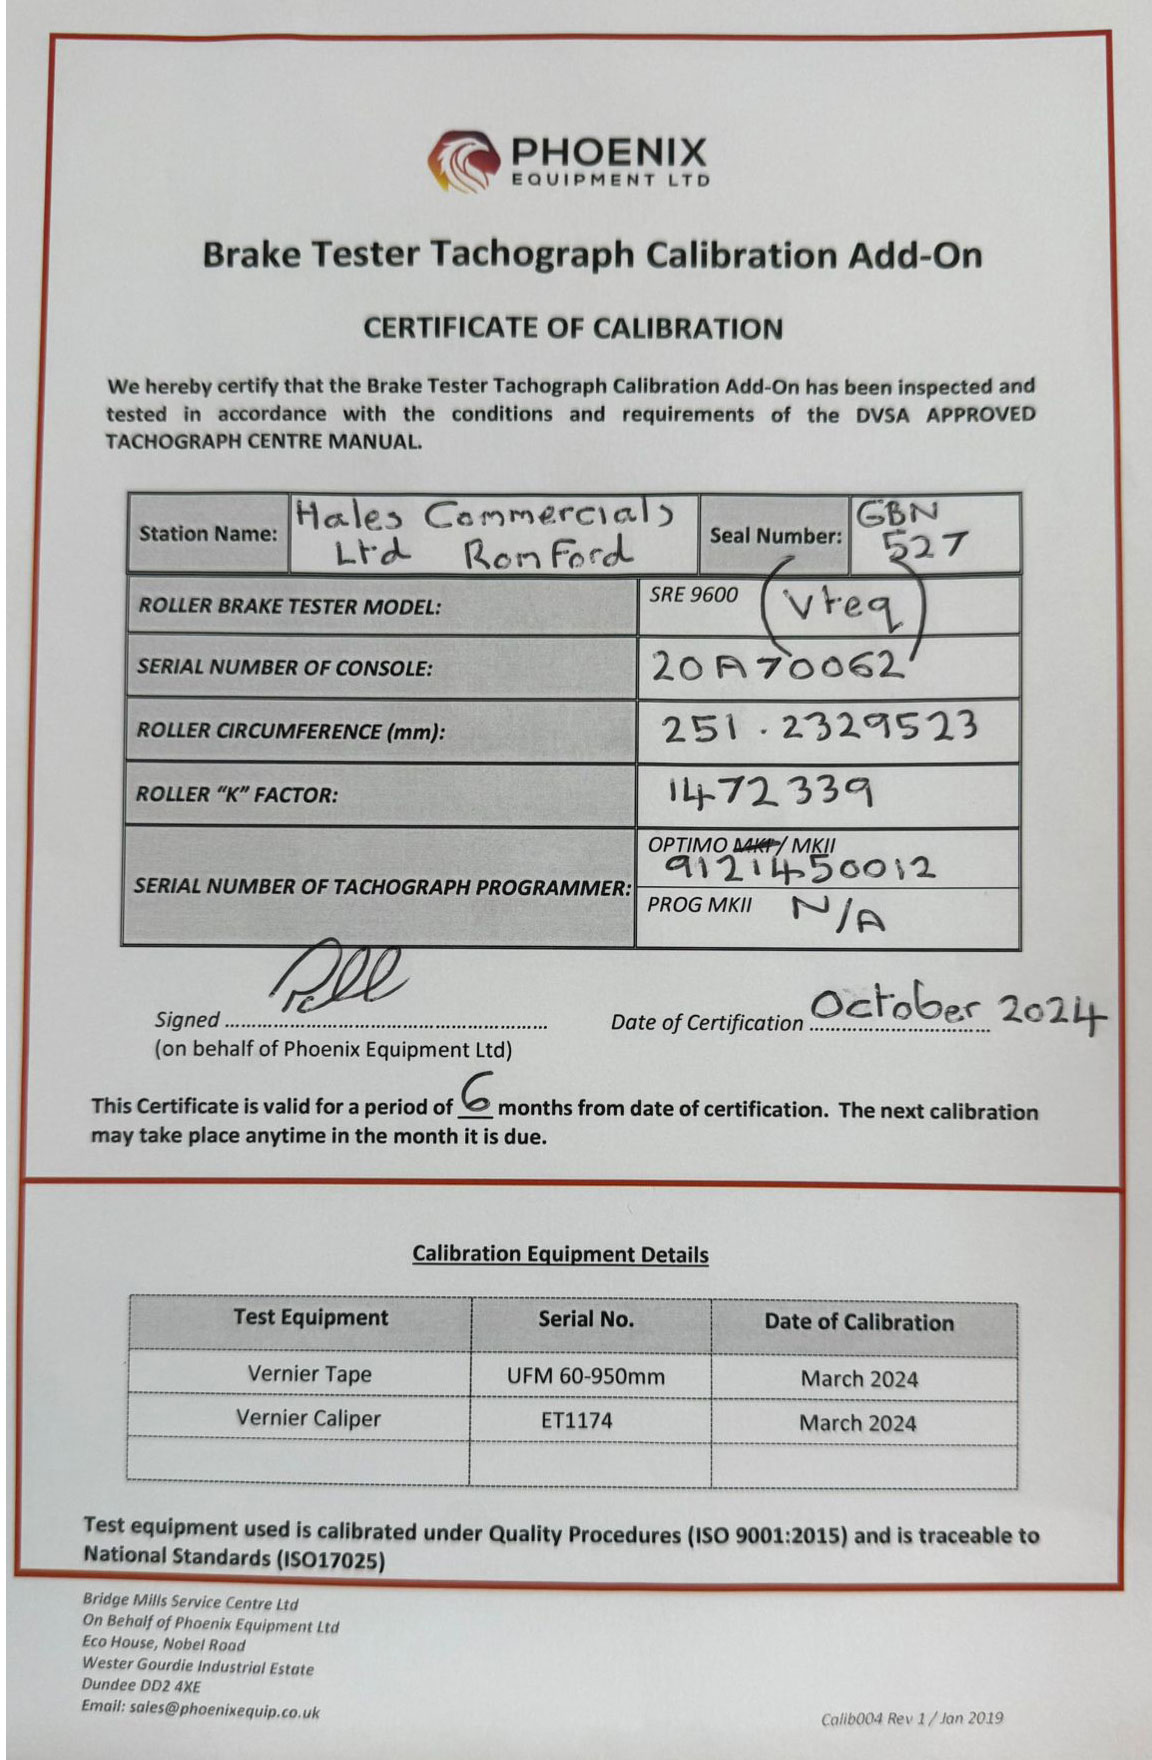 PHOENIX
EQUIPMENT LTD
Brake Tester Tachograph Calibration Add-On
CERTIFICATE OF CALIBRATION
We hereby certify that the Brake Tester Tachograph Calibration Add-On has been inspected and
tested in accordance with the conditions and requirements of the DVSA APPROVED
TACHOGRAPH CENTRE MANUAL.
Station Name: Hales Commercials Ltd Romford Seal Number: GBN 527
ROLLER BRAKE TESTER MODEL: SRE 9600 (Vteq)
SERIAL NUMBER OF CONSOLE: 20A70062
ROLLER CIRCUMFERENCE (mm): 251.2329523
ROLLER "K" FACTOR: 1472339
SERIAL NUMBER OF TACHOGRAPH PROGRAMMER: OPTIMO MKI / MKII
9121450012
PROG MKII N/A
Signed
Date of Certification October 2024
(on behalf of Phoenix Equipment Ltd)
This Certificate is valid for a period of 6 months from date of certification. The next calibration
may take place anytime in the month it is due.
Calibration Equipment Details
Test Equipment Serial No. Date of Calibration
Vernier Tape UFM 60-950mm March 2024
Vernier Caliper ET1174 March 2024
Test equipment used is calibrated under Quality Procedures (ISO 9001:2015) and is traceable to
National Standards (ISO17025)
Bridge Mills Service Centre Ltd
On Behalf of Phoenix Equipment Ltd
Eco House, Nobel Road
Wester Gourdie Industrial Estate
Dundee DD2 4XE
Email: sales@phoenixequip.co.uk
Calib004 Rev 1 / Jan 2019